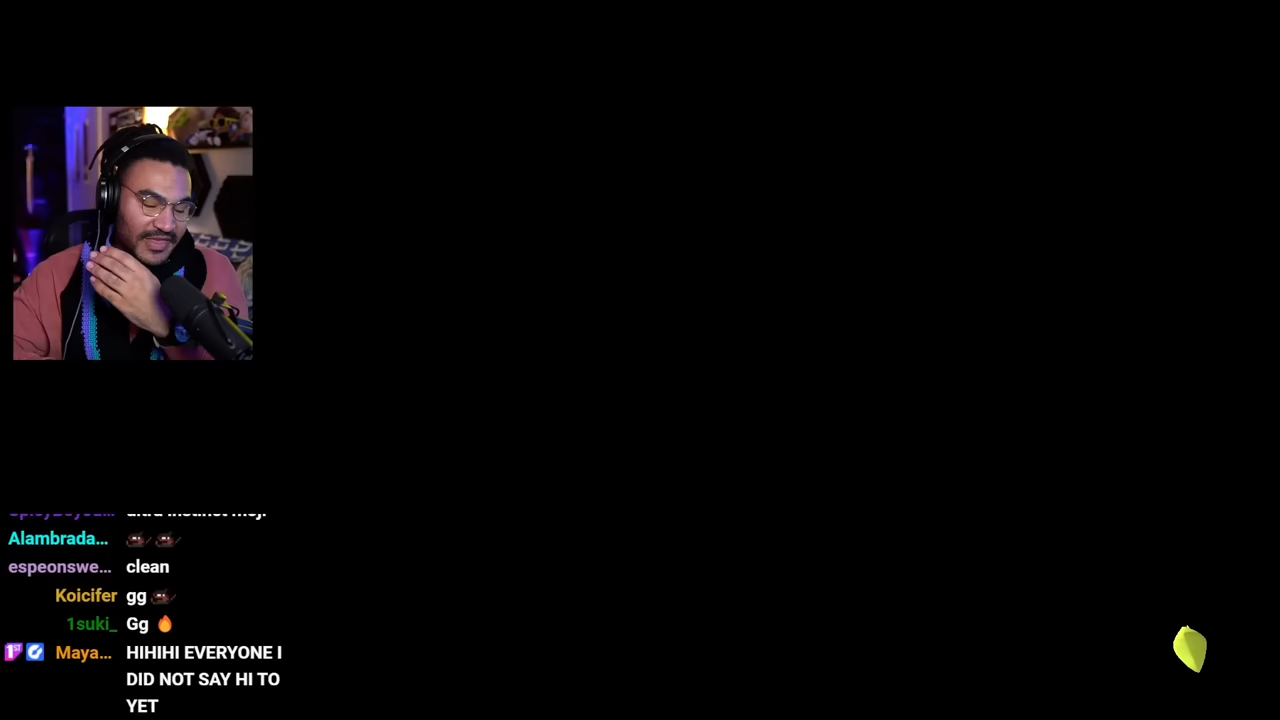 Alambrada...
espeonswe... clean
Koicifer gg
1suki_ Gg 🔥
Maya... HIHIHI EVERYONE I
DID NOT SAY HI TO
YET